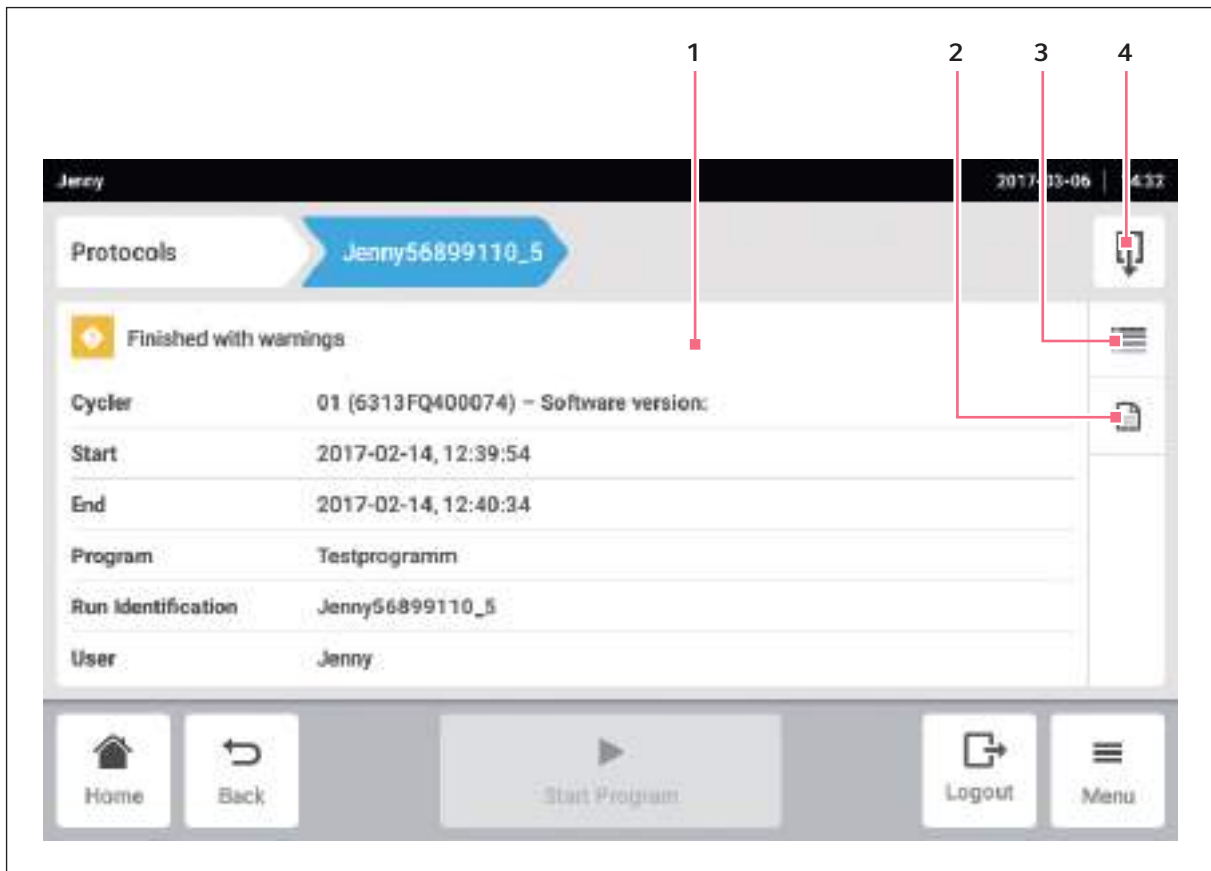 1 2 3 4
Jenny 2017-03-06 | 14:32
Protocols Jenny56899110_5
Finished with warnings
Cycler 01 (6313FQ400074) – Software version:
Start 2017-02-14, 12:39:54
End 2017-02-14, 12:40:34
Program Testprogramm
Run Identification Jenny56899110_5
User Jenny
Home Back Start Program Logout Menu